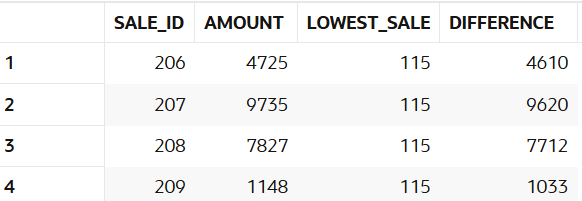 SALE_ID AMOUNT LOWEST_SALE DIFFERENCE
1 206 4725 115 4610
2 207 9735 115 9620
3 208 7827 115 7712
4 209 1148 115 1033